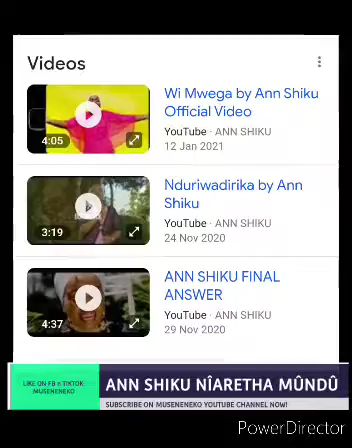 Videos
Wi Mwega by Ann Shiku
Official Video
YouTube · ANN SHIKU
12 Jan 2021
4:05
Nduriwadirika by Ann
Shiku
YouTube · ANN SHIKU
24 Nov 2020
3:19
ANN SHIKU FINAL
ANSWER
YouTube · ANN SHIKU
29 Nov 2020
4:37
LIKE ON FB n TIKTOK
MUSENENEKO
ANN SHIKU NÎARETHA MÛNDÛ
SUBSCRIBE ON MUSENENEKO YOUTUBE CHANNEL NOW!
PowerDirector